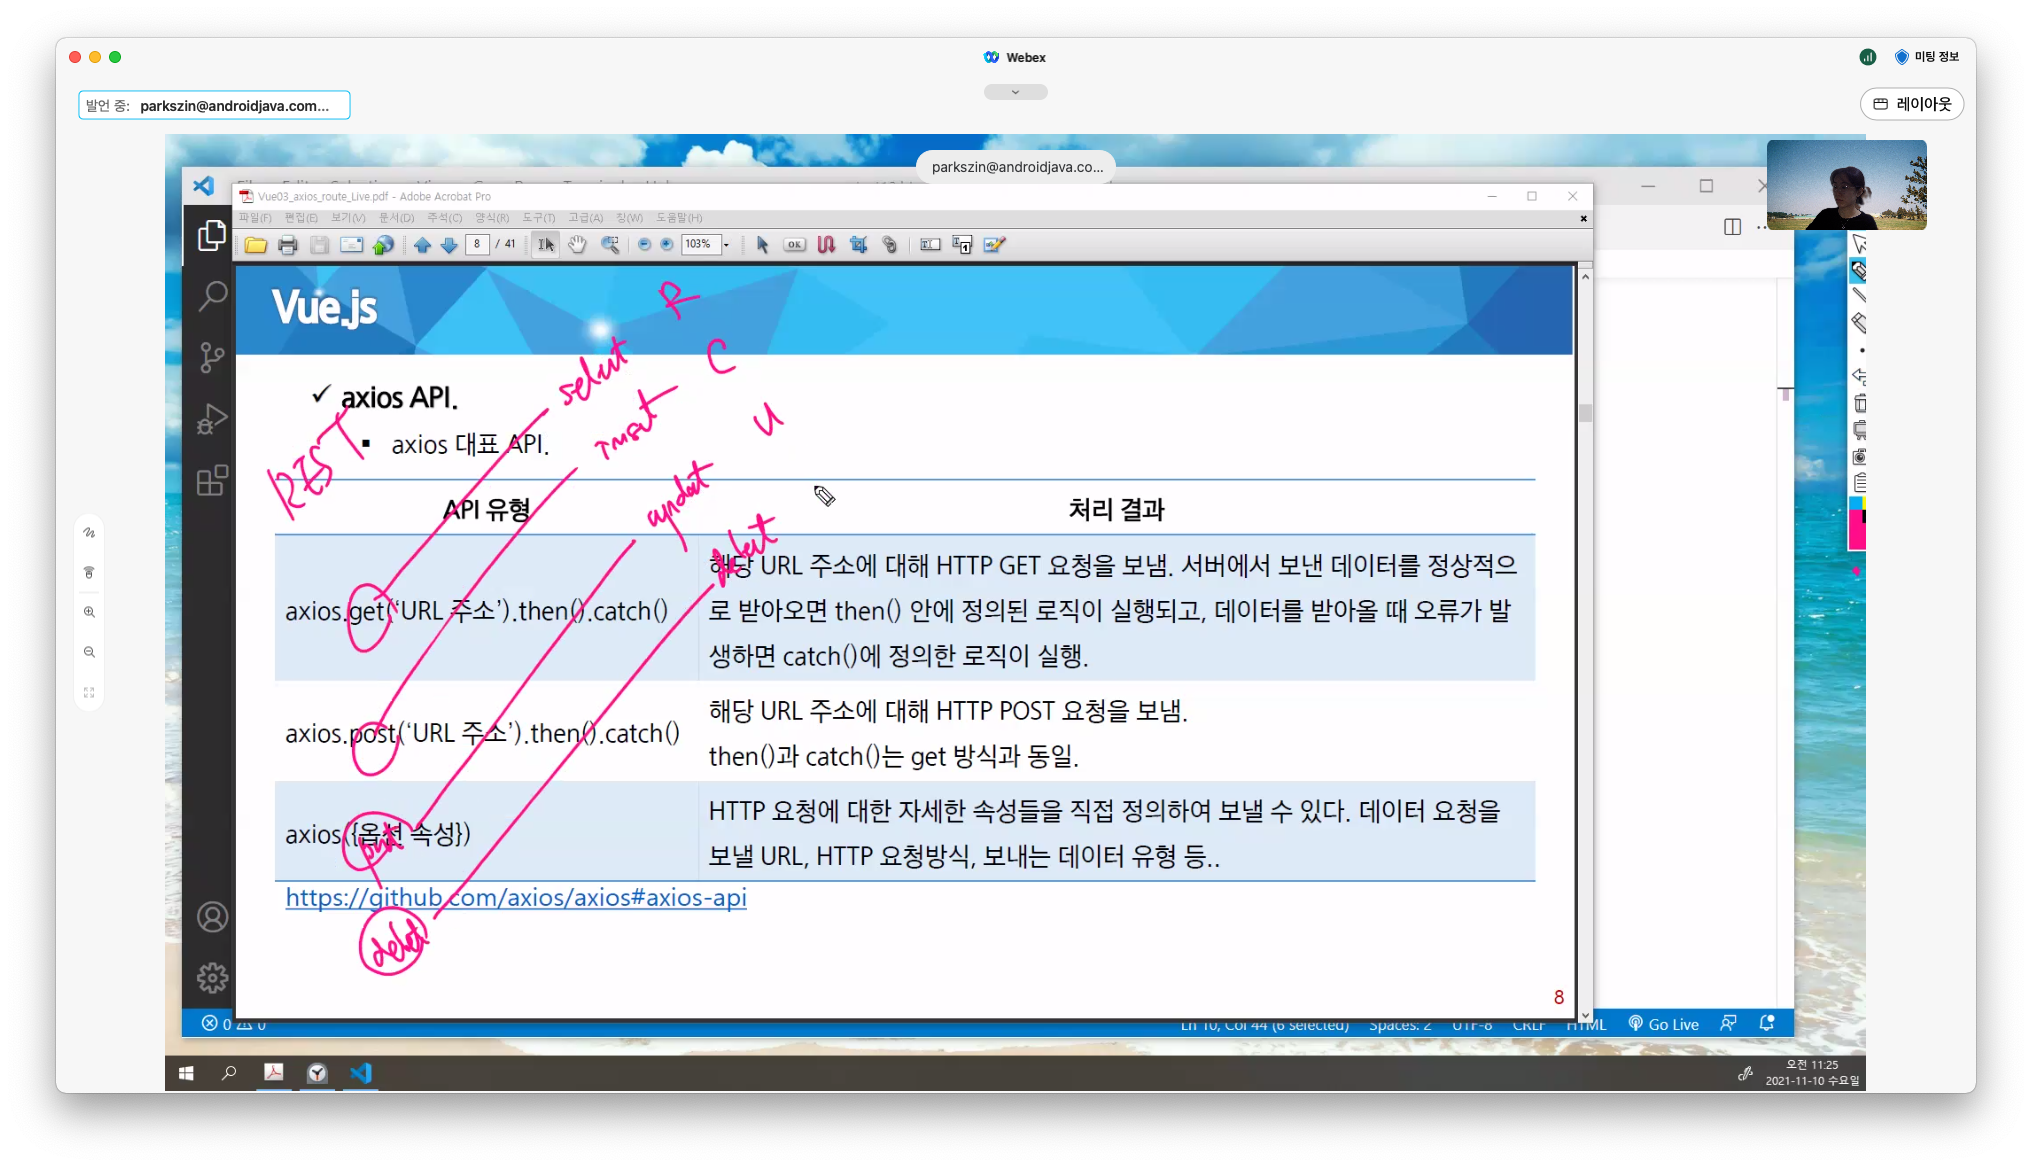 Webex
미팅 정보
발언 중: parkszin@androidjava.com...
레이아웃
parkszin@androidjava.co...
Vue03_axios_route_Live.pdf - Adobe Acrobat Pro
파일(F) 편집(E) 보기(V) 문서(D) 주석(C) 양식(R) 도구(T) 고급(A) 창(W) 도움말(H)
8 / 41 103% OK
Vue.js
R
C
U
select
insert
update
delete
REST
✓ axios API.
▪ axios 대표 API.
API 유형 처리 결과
axios.get(‘URL 주소’).then().catch()
해당 URL 주소에 대해 HTTP GET 요청을 보냄. 서버에서 보낸 데이터를 정상적으
로 받아오면 then() 안에 정의된 로직이 실행되고, 데이터를 받아올 때 오류가 발
생하면 catch()에 정의한 로직이 실행.
axios.post(‘URL 주소’).then().catch()
해당 URL 주소에 대해 HTTP POST 요청을 보냄.
then()과 catch()는 get 방식과 동일.
axios({옵션 속성})
put
HTTP 요청에 대한 자세한 속성들을 직접 정의하여 보낼 수 있다. 데이터 요청을
보낼 URL, HTTP 요청방식, 보내는 데이터 유형 등..
https://github.com/axios/axios#axios-api
delet
8
0 0 Ln 10, Col 44 (6 selected) Spaces: 2 UTF-8 CRLF HTML Go Live
오전 11:25
2021-11-10 수요일